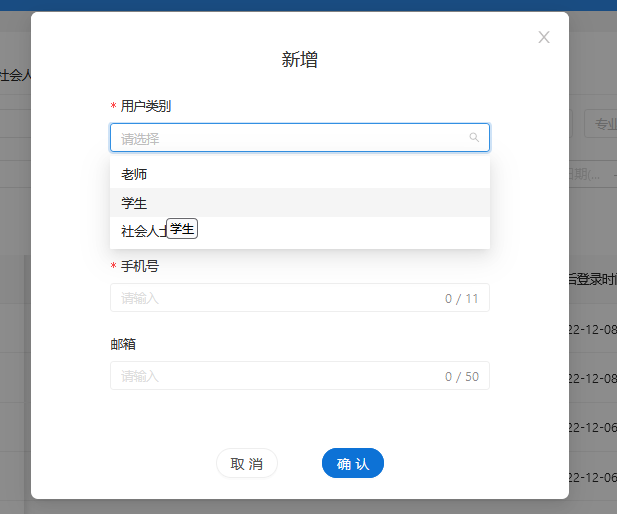 新增
社会人
* 用户类别
请选择
专业
老师
日期(...
学生
社会人士
学生
* 手机号
后登录时间
请输入
0 / 11
22-12-08
邮箱
请输入
0 / 50
22-12-08
22-12-06
取 消
确 认
22-12-06